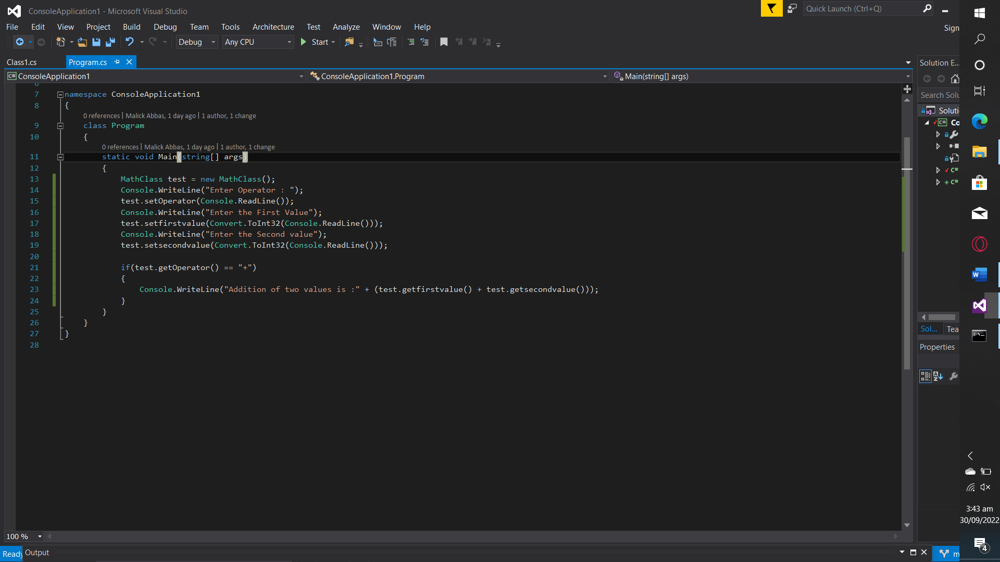 ConsoleApplication1 - Microsoft Visual Studio
Quick Launch (Ctrl+Q)
File Edit View Project Build Debug Team Tools Architecture Test Analyze Window Help
Sign
Debug Any CPU Start
Class1.cs Program.cs
Solution E...
ConsoleApplication1 ConsoleApplication1.Program Main(string[] args)
Search Solu
Soluti
Co
6
7 namespace ConsoleApplication1
8 {
0 references | Malick Abbas, 1 day ago | 1 author, 1 change
9 class Program
10 {
0 references | Malick Abbas, 1 day ago | 1 author, 1 change
11 static void Main(string[] args)
12 {
13 MathClass test = new MathClass();
14 Console.WriteLine("Enter Operator : ");
15 test.setOperator(Console.ReadLine());
16 Console.WriteLine("Enter the First Value");
17 test.setfirstvalue(Convert.ToInt32(Console.ReadLine()));
18 Console.WriteLine("Enter the Second value");
19 test.setsecondvalue(Convert.ToInt32(Console.ReadLine()));
20
21 if(test.getOperator() == "+")
22 {
23 Console.WriteLine("Addition of two values is :" + (test.getfirstvalue() + test.getsecondvalue()));
24 }
25 }
26 }
27 }
28
Sol... Tea
Properties
3:43 am
30/09/2022
100 %
Ready Output
m
4